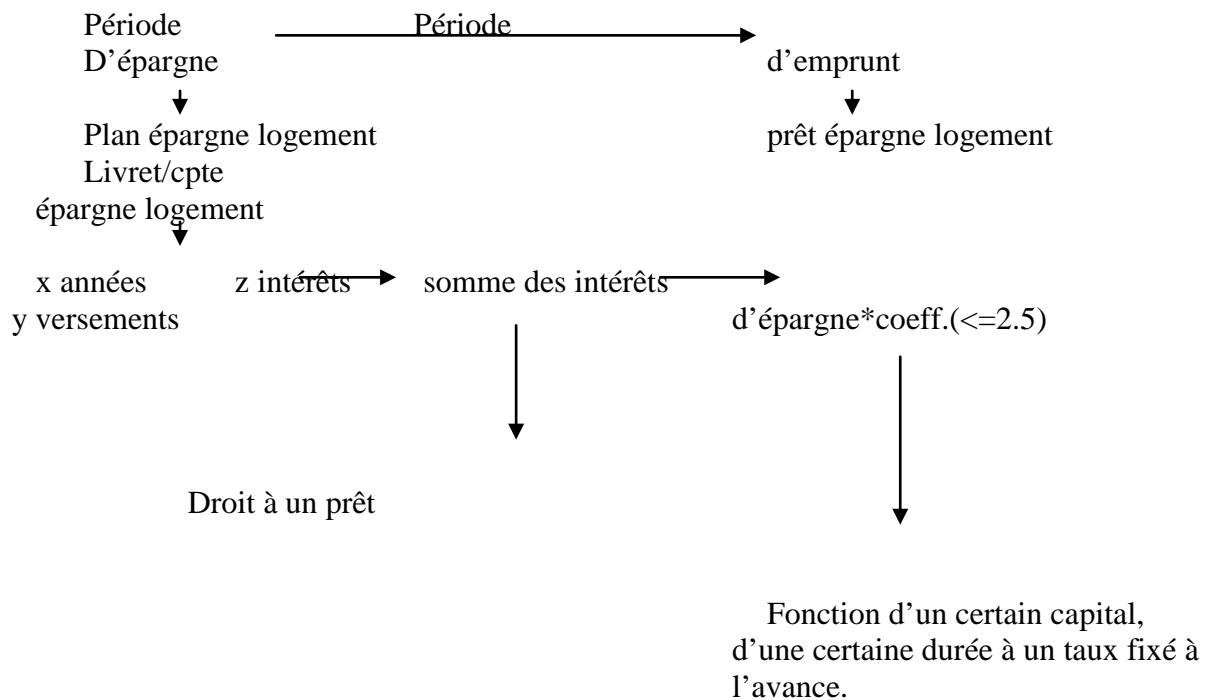 Période Période
D’épargne d’emprunt
Plan épargne logement prêt épargne logement
Livret/cpte
épargne logement
x années z intérêts somme des intérêts
y versements d’épargne*coeff.(<=2.5)
Droit à un prêt
Fonction d’un certain capital,
d’une certaine durée à un taux fixé à
l’avance.